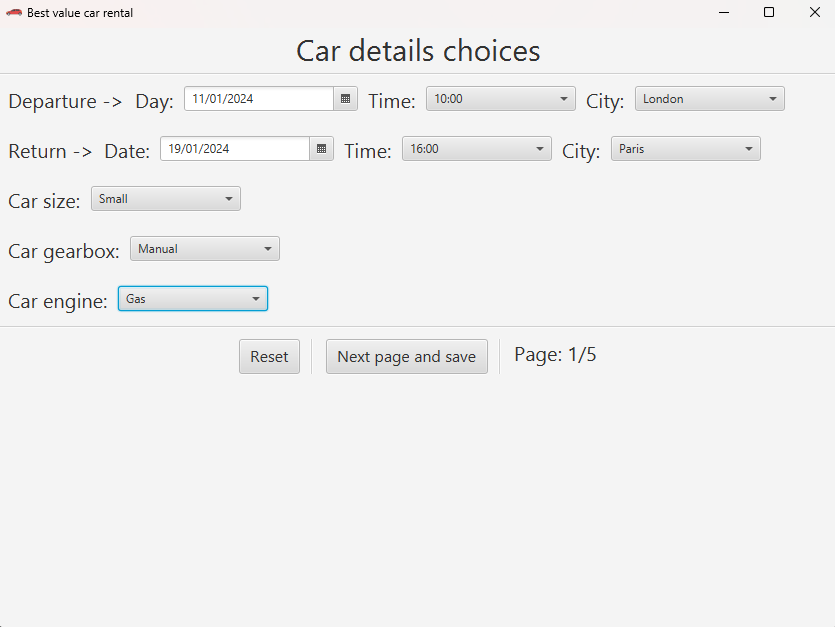 Best value car rental
Car details choices
Departure -> Day: 11/01/2024 Time: 10:00 City: London
Return -> Date: 19/01/2024 Time: 16:00 City: Paris
Car size: Small
Car gearbox: Manual
Car engine: Gas
Reset Next page and save Page: 1/5